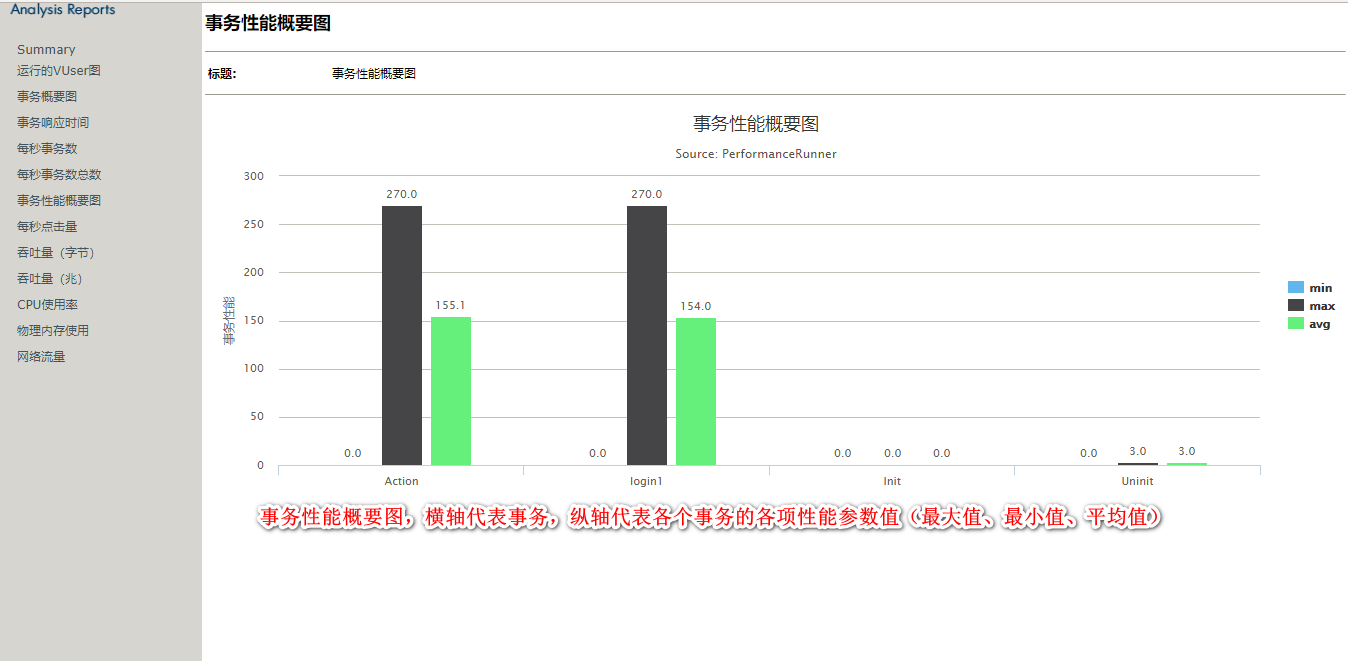 Analysis Reports
Summary
运行的VUser图
事务概要图
事务响应时间
每秒事务数
每秒事务数总数
事务性能概要图
每秒点击量
吞吐量（字节）
吞吐量（兆）
CPU使用率
物理内存使用
网络流量
事务性能概要图
标题: 事务性能概要图
事务性能概要图
Source: PerformanceRunner
事务性能
300
250
200
150
100
50
0
270.0 270.0
155.1 154.0
0.0 0.0 0.0 0.0 0.0 0.0 3.0 3.0
Action login1 Init Uninit
min
max
avg
事务性能概要图，横轴代表事务，纵轴代表各个事务的各项性能参数值（最大值、最小值、平均值）